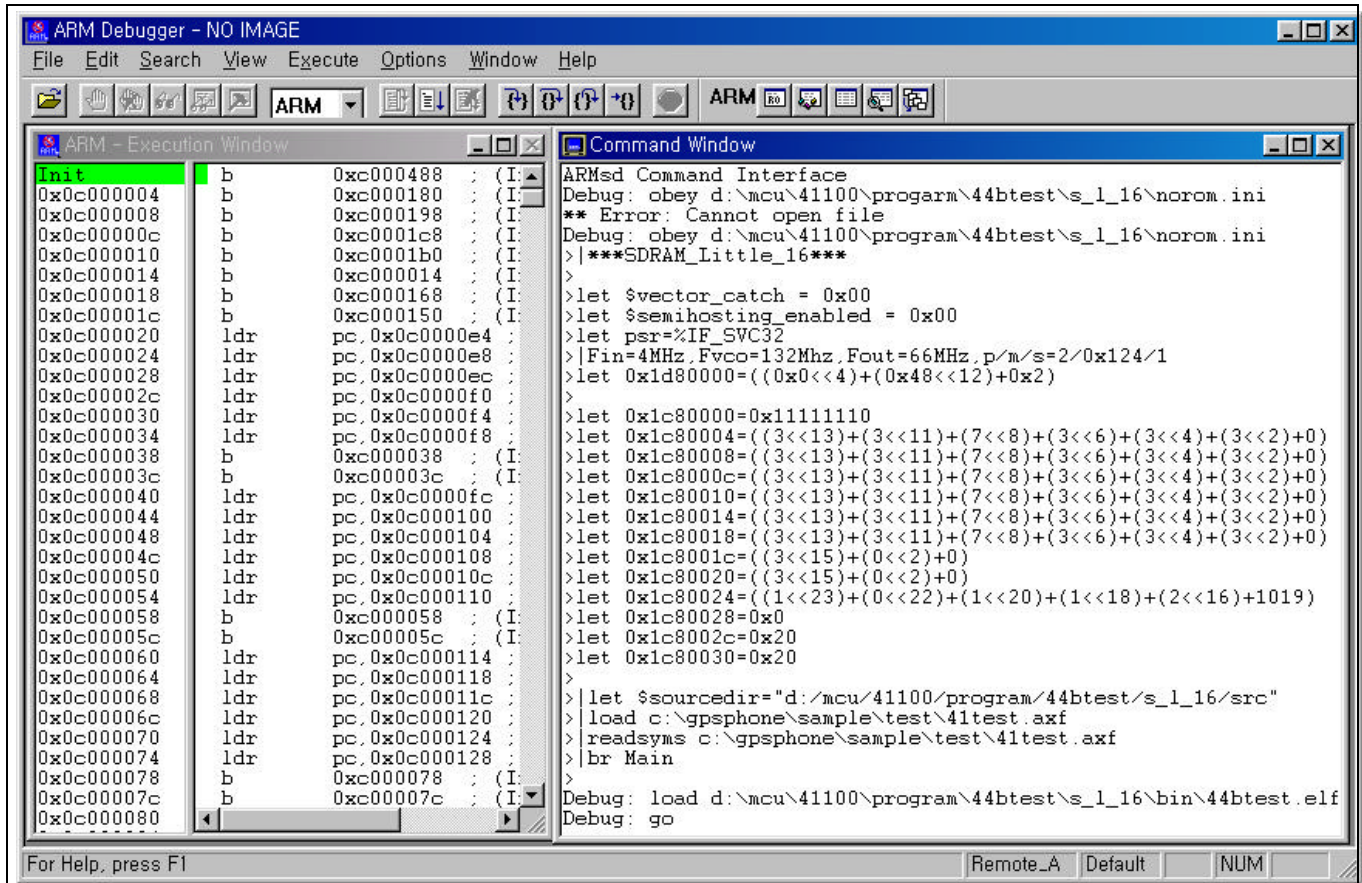 ARM Debugger - NO IMAGE
File Edit Search View Execute Options Window Help
ARM
ARM
ARM - Execution Window
Init b 0xc000488 ; (I:
0x0c000004 b 0xc000180 ; (I:
0x0c000008 b 0xc000198 ; (I:
0x0c00000c b 0xc0001c8 ; (I:
0x0c000010 b 0xc0001b0 ; (I:
0x0c000014 b 0xc000014 ; (I:
0x0c000018 b 0xc000168 ; (I:
0x0c00001c b 0xc000150 ; (I:
0x0c000020 ldr pc,0x0c0000e4 ;
0x0c000024 ldr pc,0x0c0000e8 ;
0x0c000028 ldr pc,0x0c0000ec ;
0x0c00002c ldr pc,0x0c0000f0 ;
0x0c000030 ldr pc,0x0c0000f4 ;
0x0c000034 ldr pc,0x0c0000f8 ;
0x0c000038 b 0xc000038 ; (I:
0x0c00003c b 0xc00003c ; (I:
0x0c000040 ldr pc,0x0c0000fc ;
0x0c000044 ldr pc,0x0c000100 ;
0x0c000048 ldr pc,0x0c000104 ;
0x0c00004c ldr pc,0x0c000108 ;
0x0c000050 ldr pc,0x0c00010c ;
0x0c000054 ldr pc,0x0c000110 ;
0x0c000058 b 0xc000058 ; (I:
0x0c00005c b 0xc00005c ; (I:
0x0c000060 ldr pc,0x0c000114 ;
0x0c000064 ldr pc,0x0c000118 ;
0x0c000068 ldr pc,0x0c00011c ;
0x0c00006c ldr pc,0x0c000120 ;
0x0c000070 ldr pc,0x0c000124 ;
0x0c000074 ldr pc,0x0c000128 ;
0x0c000078 b 0xc000078 ; (I:
0x0c00007c b 0xc00007c ; (I:
0x0c000080
Command Window
ARMsd Command Interface
Debug: obey d:\mcu\41100\progarm\44btest\s_l_16\norom.ini
** Error: Cannot open file
Debug: obey d:\mcu\41100\program\44btest\s_l_16\norom.ini
>|***SDRAM_Little_16***
>
>let $vector_catch = 0x00
>let $semihosting_enabled = 0x00
>let psr=%IF_SVC32
>|Fin=4MHz,Fvco=132Mhz,Fout=66MHz,p/m/s=2/0x124/1
>let 0x1d80000=((0x0<<4)+(0x48<<12)+0x2)
>
>let 0x1c80000=0x11111110
>let 0x1c80004=((3<<13)+(3<<11)+(7<<8)+(3<<6)+(3<<4)+(3<<2)+0)
>let 0x1c80008=((3<<13)+(3<<11)+(7<<8)+(3<<6)+(3<<4)+(3<<2)+0)
>let 0x1c8000c=((3<<13)+(3<<11)+(7<<8)+(3<<6)+(3<<4)+(3<<2)+0)
>let 0x1c80010=((3<<13)+(3<<11)+(7<<8)+(3<<6)+(3<<4)+(3<<2)+0)
>let 0x1c80014=((3<<13)+(3<<11)+(7<<8)+(3<<6)+(3<<4)+(3<<2)+0)
>let 0x1c80018=((3<<13)+(3<<11)+(7<<8)+(3<<6)+(3<<4)+(3<<2)+0)
>let 0x1c8001c=((3<<15)+(0<<2)+0)
>let 0x1c80020=((3<<15)+(0<<2)+0)
>let 0x1c80024=((1<<23)+(0<<22)+(1<<20)+(1<<18)+(2<<16)+1019)
>let 0x1c80028=0x0
>let 0x1c8002c=0x20
>let 0x1c80030=0x20
>
>|let $sourcedir="d:/mcu/41100/program/44btest/s_l_16/src"
>|load c:\gpsphone\sample\test\41test.axf
>|readsyms c:\gpsphone\sample\test\41test.axf
>|br Main
>
Debug: load d:\mcu\41100\program\44btest\s_l_16\bin\44btest.elf
Debug: go
For Help, press F1
Remote_A Default NUM